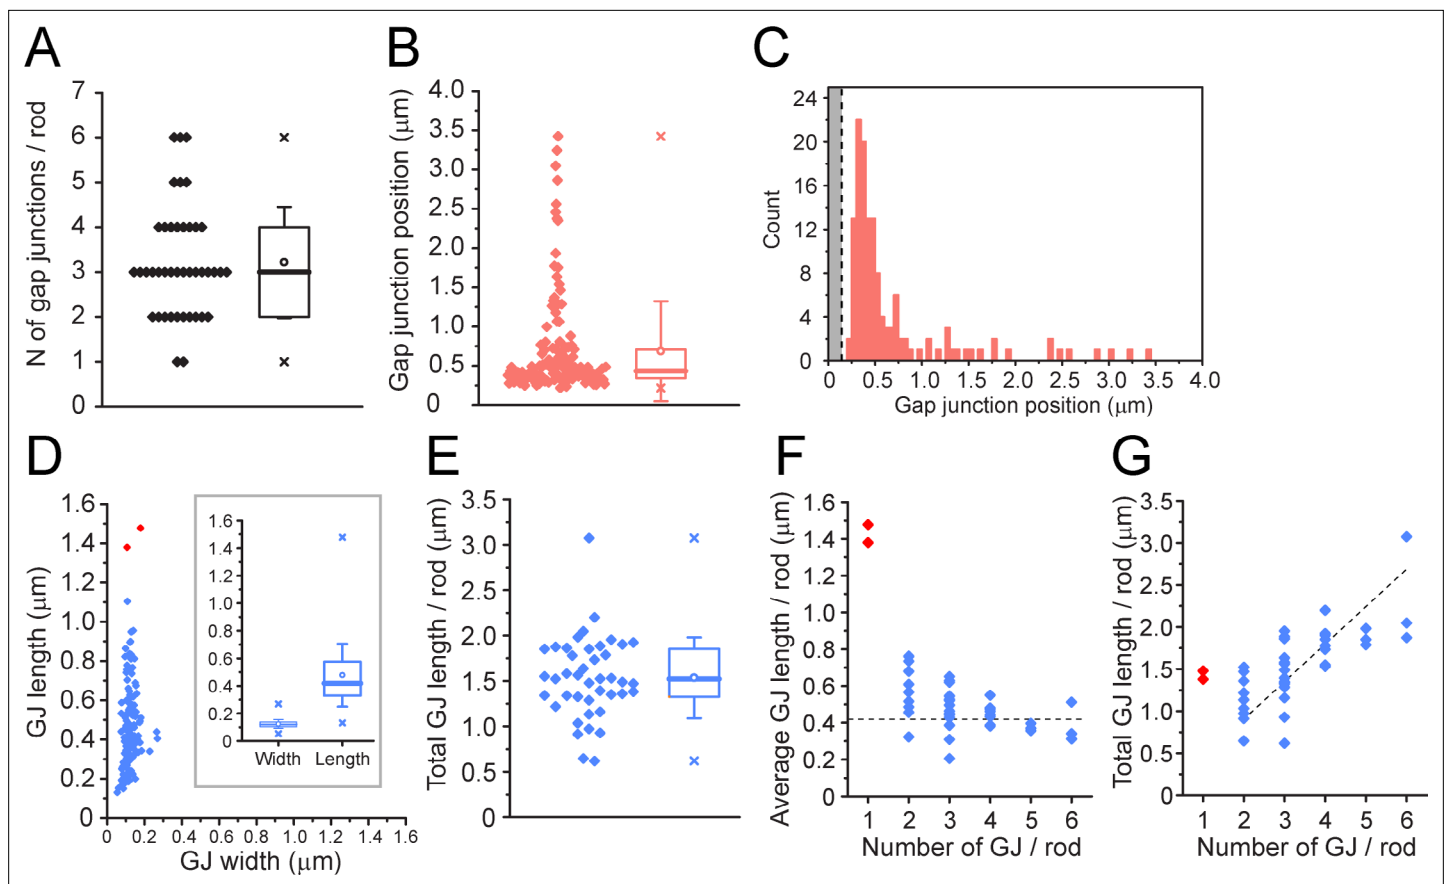 A
N of gap junctions / rod
7
6
5
4
3
2
1
0
B
Gap junction position (μm)
4.0
3.5
3.0
2.5
2.0
1.5
1.0
0.5
0
C
Count
24
20
16
12
8
4
0
0 0.5 1.0 1.5 2.0 2.5 3.0 3.5 4.0
Gap junction position (μm)
D
GJ length (μm)
1.6
1.4
1.2
1.0
0.8
0.6
0.4
0.2
0
0 0.2 0.4 0.6 0.8 1.0 1.2 1.4 1.6
GJ width (μm)
1.6
1.4
1.2
1.0
0.8
0.6
0.4
0.2
0
Width Length
E
Total GJ length / rod (μm)
3.5
3.0
2.5
2.0
1.5
1.0
0.5
0
F
Average GJ length / rod (μm)
1.6
1.4
1.2
1.0
0.8
0.6
0.4
0.2
0
1 2 3 4 5 6
Number of GJ / rod
G
Total GJ length / rod (μm)
3.5
3.0
2.5
2.0
1.5
1.0
0.5
0
1 2 3 4 5 6
Number of GJ / rod